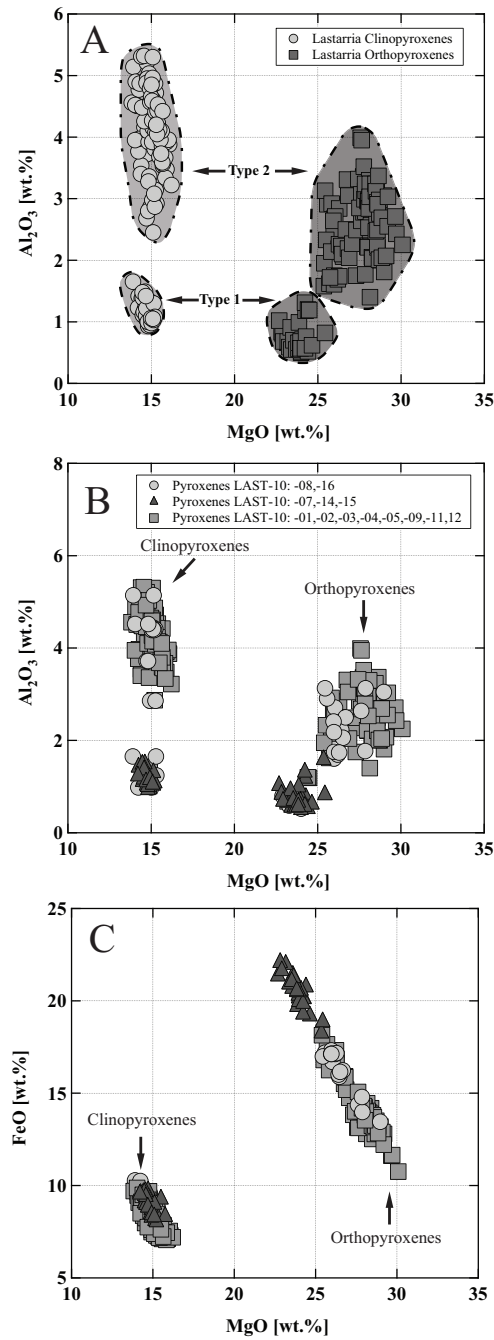 A
Lastarria Clinopyroxenes
Lastarria Orthopyroxenes
Type 2
Type 1
Al₂O₃ [wt.%]
6
5
4
3
2
1
0
10 15 20 25 30 35
MgO [wt.%]
B
Pyroxenes LAST-10: -08,-16
Pyroxenes LAST-10: -07,-14,-15
Pyroxenes LAST-10: -01,-02,-03,-04,-05,-09,-11,12
Clinopyroxenes
Orthopyroxenes
Al₂O₃ [wt.%]
8
6
4
2
0
10 15 20 25 30 35
MgO [wt.%]
C
Clinopyroxenes
Orthopyroxenes
FeO [wt.%]
25
20
15
10
5
10 15 20 25 30 35
MgO [wt.%]